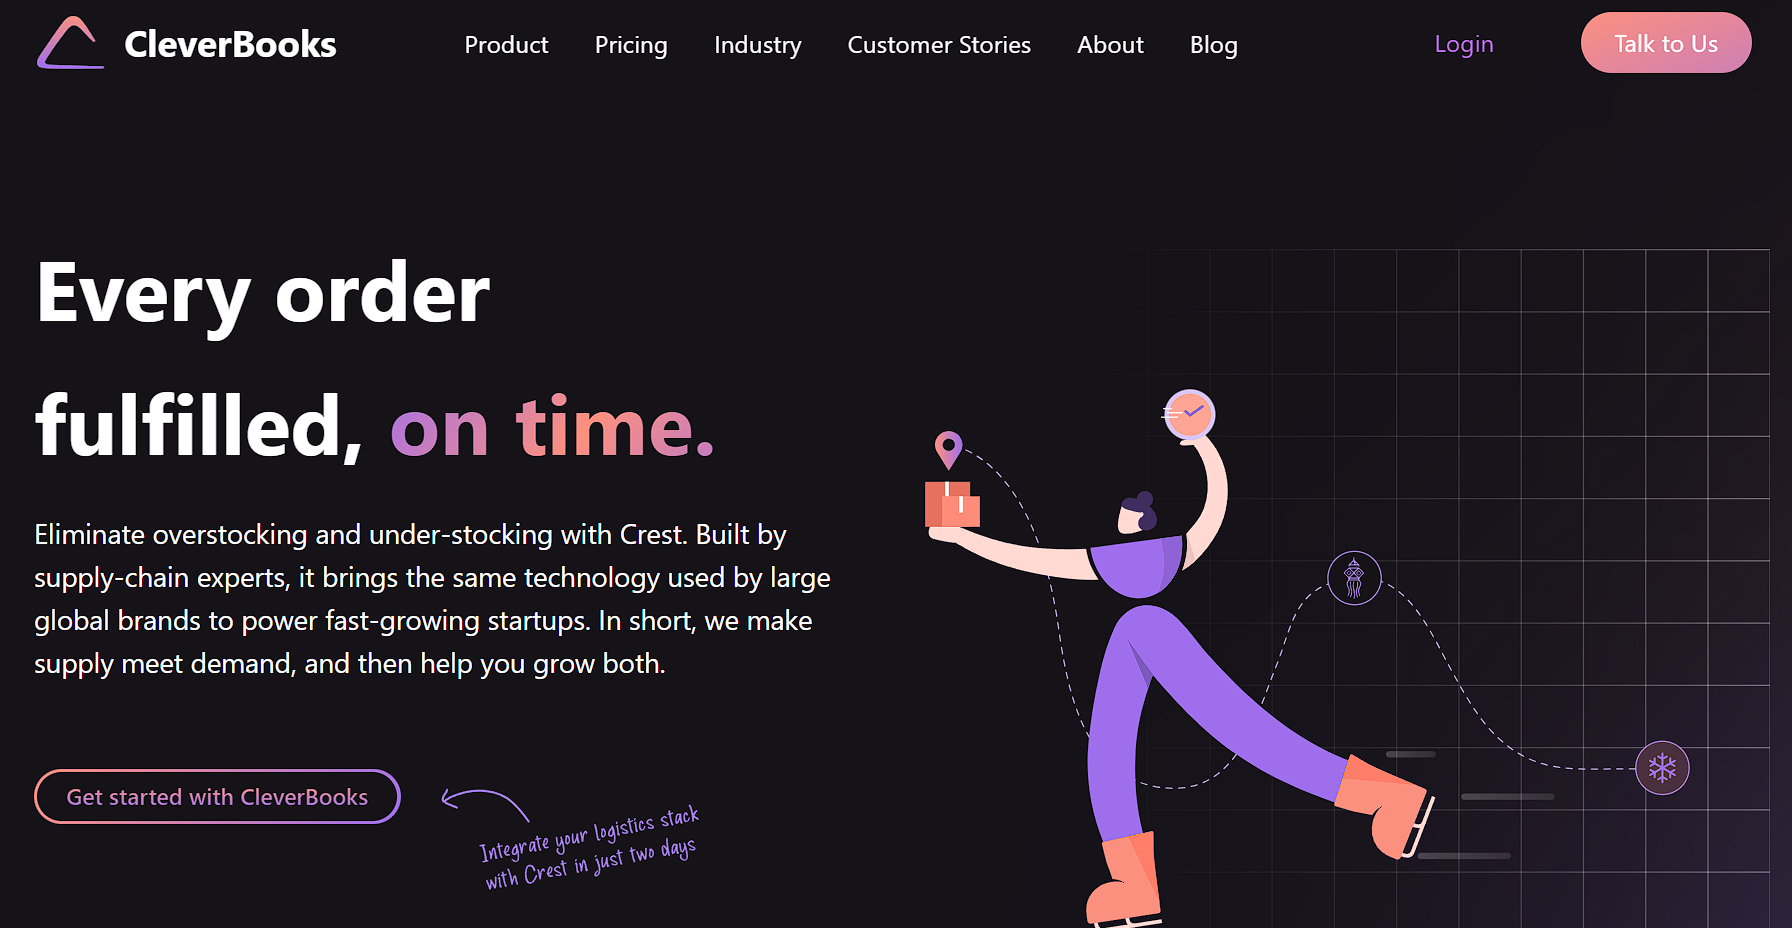 CleverBooks
Product
Pricing
Industry
Customer Stories
About
Blog
Login
Talk to Us
Every order
fulfilled, on time.
Eliminate overstocking and under-stocking with Crest. Built by
supply-chain experts, it brings the same technology used by large
global brands to power fast-growing startups. In short, we make
supply meet demand, and then help you grow both.
Get started with CleverBooks
Integrate your logistics stack
with Crest in just two days